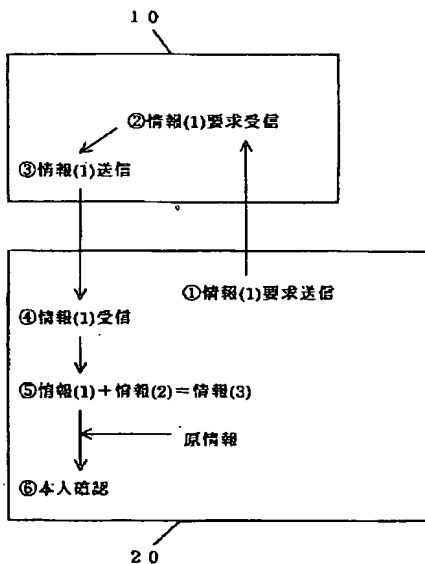 10
②情報(1)要求受信
③情報(1)送信
①情報(1)要求送信
④情報(1)受信
⑤情報(1)+情報(2)=情報(3)
原情報
⑥本人確認
20